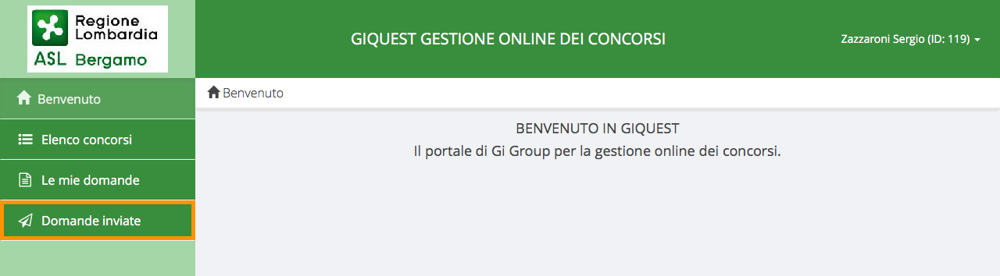 Regione
Lombardia
ASL Bergamo
GIQUEST GESTIONE ONLINE DEI CONCORSI
Zazzaroni Sergio (ID: 119)
Benvenuto
Elenco concorsi
Le mie domande
Domande inviate
Benvenuto
BENVENUTO IN GIQUEST
Il portale di Gi Group per la gestione online dei concorsi.